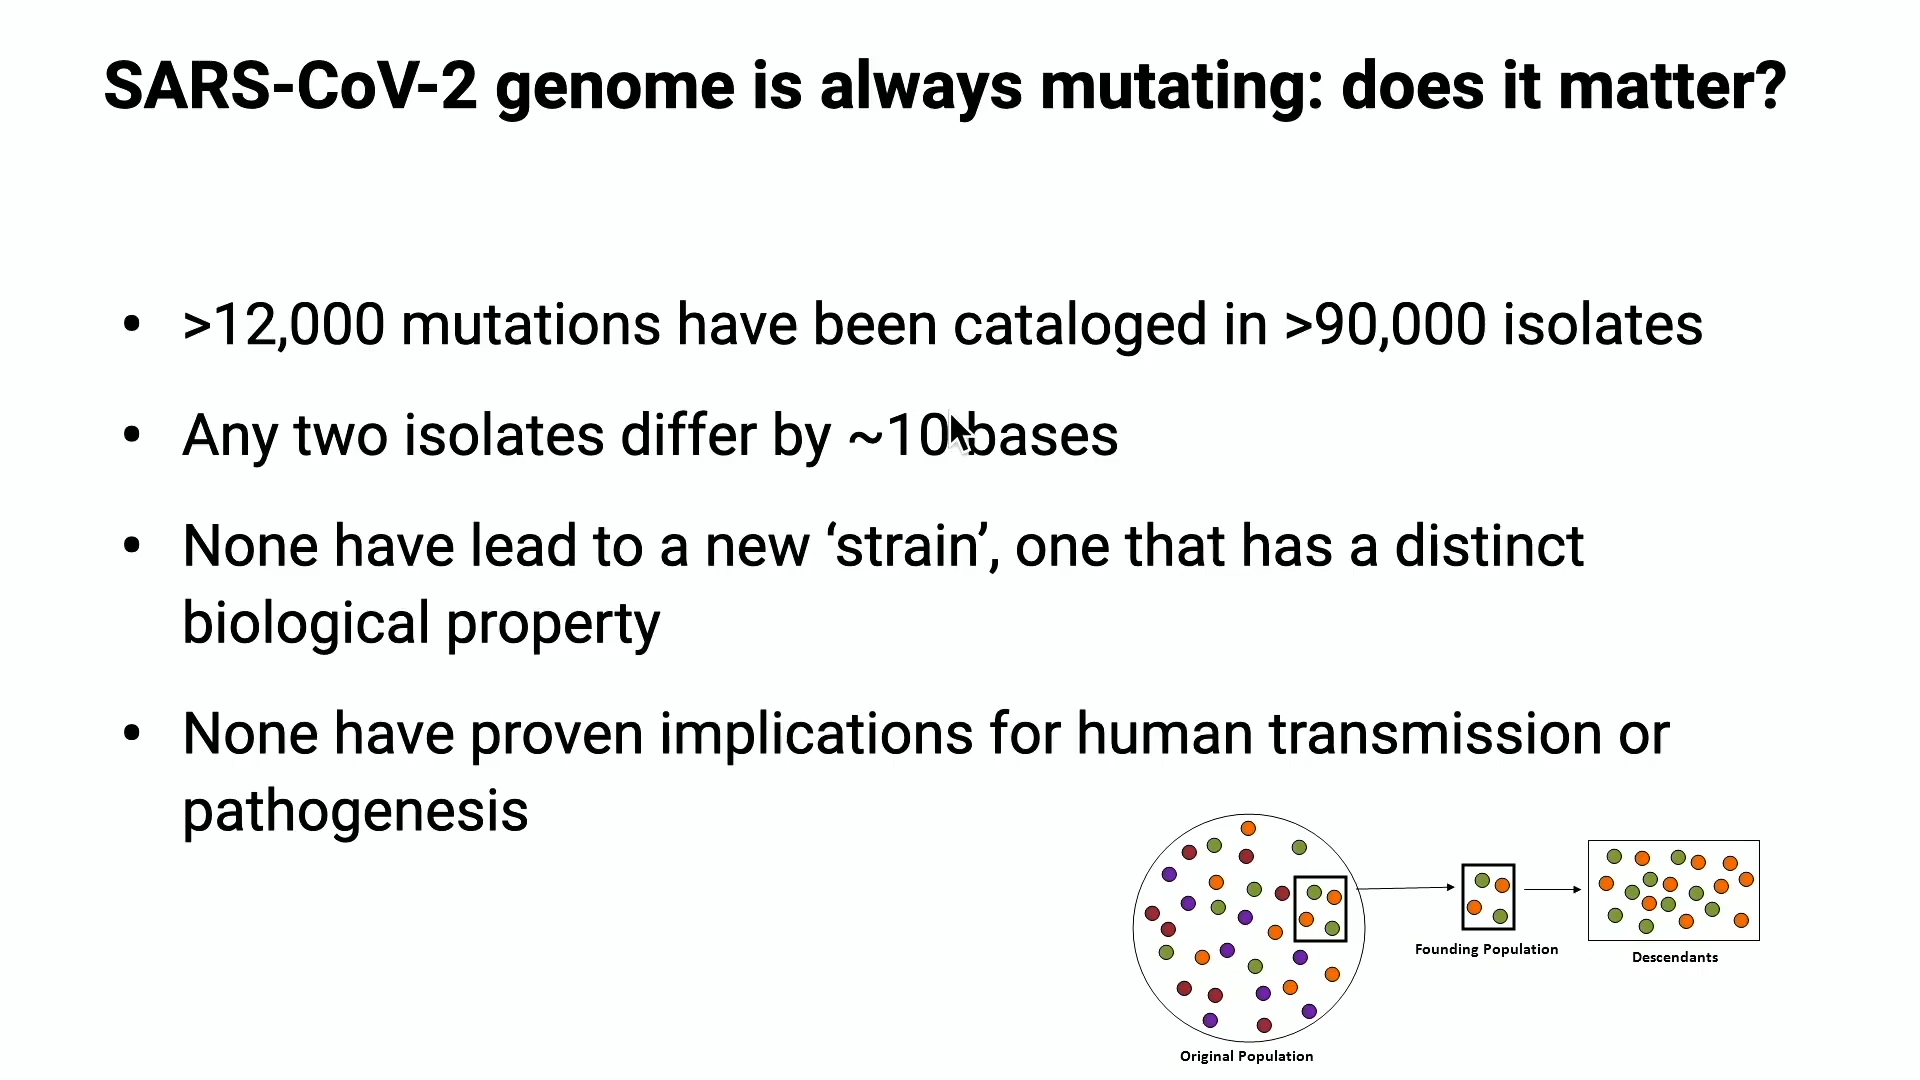 SARS-CoV-2 genome is always mutating: does it matter?
• >12,000 mutations have been cataloged in >90,000 isolates
• Any two isolates differ by ~10 bases
• None have lead to a new ‘strain’, one that has a distinct
biological property
• None have proven implications for human transmission or
pathogenesis
Founding Population
Descendants
Original Population